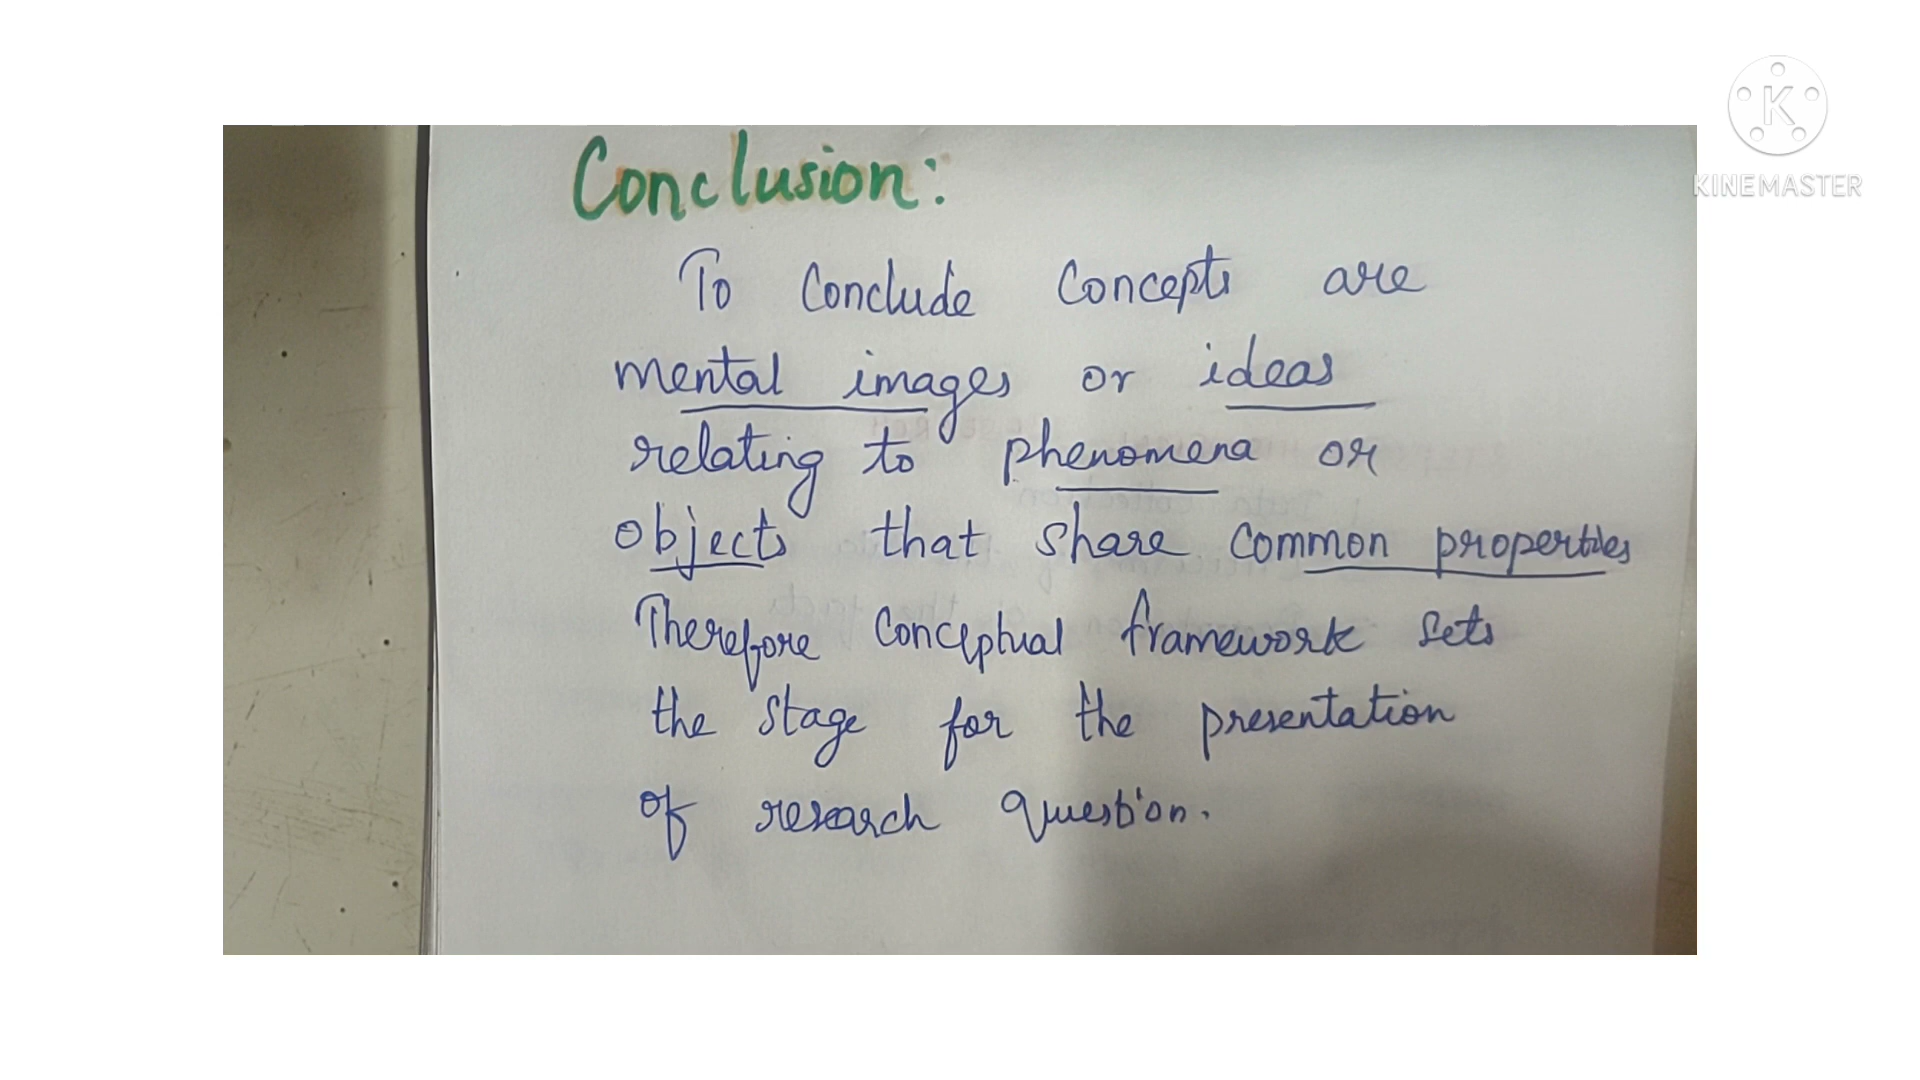 Conclusion:
To Conclude Concepts are
mental images or ideas
relating to phenomena or
objects that share common properties
Therefore Conceptual framework sets
the stage for the presentation
of research question.
K
KINEMASTER